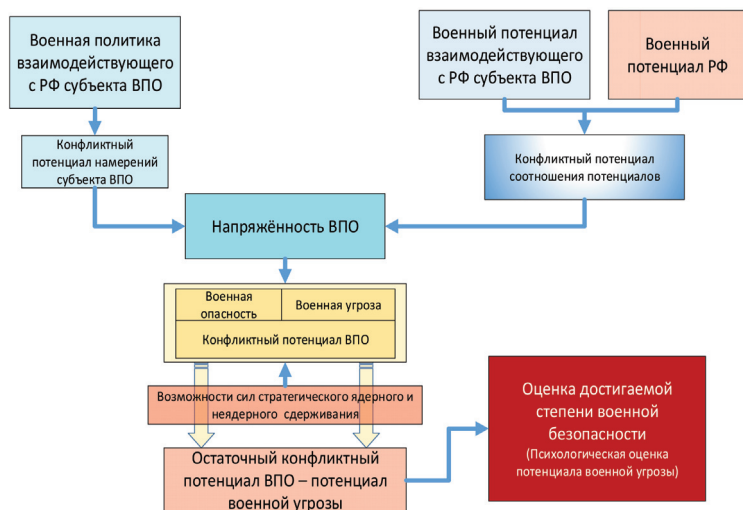 Военная политика
взаимодействующего
с РФ субъекта ВПО
Военный потенциал
взаимодействующего
с РФ субъекта ВПО
Военный
потенциал РФ
Конфликтный
потенциал намерений
субъекта ВПО
Конфликтный потенциал
соотношения потенциалов
Напряжённость ВПО
Военная
опасность
Военная угроза
Конфликтный потенциал ВПО
Возможности сил стратегического ядерного и
неядерного сдерживания
Остаточный конфликтный
потенциал ВПО – потенциал
военной угрозы
Оценка достигаемой
степени военной
безопасности
(Психологическая оценка
потенциала военной угрозы)